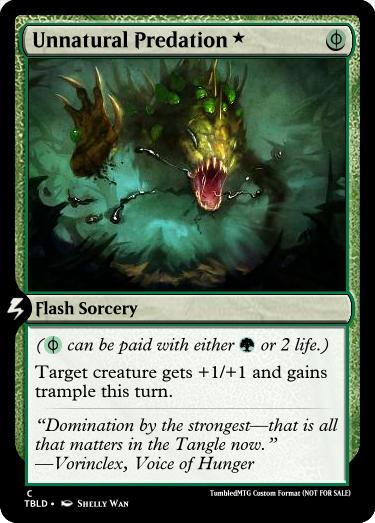 Unnatural Predation ★
Flash Sorcery
(Φ can be paid with either or 2 life.)
Target creature gets +1/+1 and gains
trample this turn.
“Domination by the strongest—that is all
that matters in the Tangle now.”
—Vorinclex, Voice of Hunger
C
TBLD • Shelly Wan
TumbledMTG Custom Format (NOT FOR SALE)